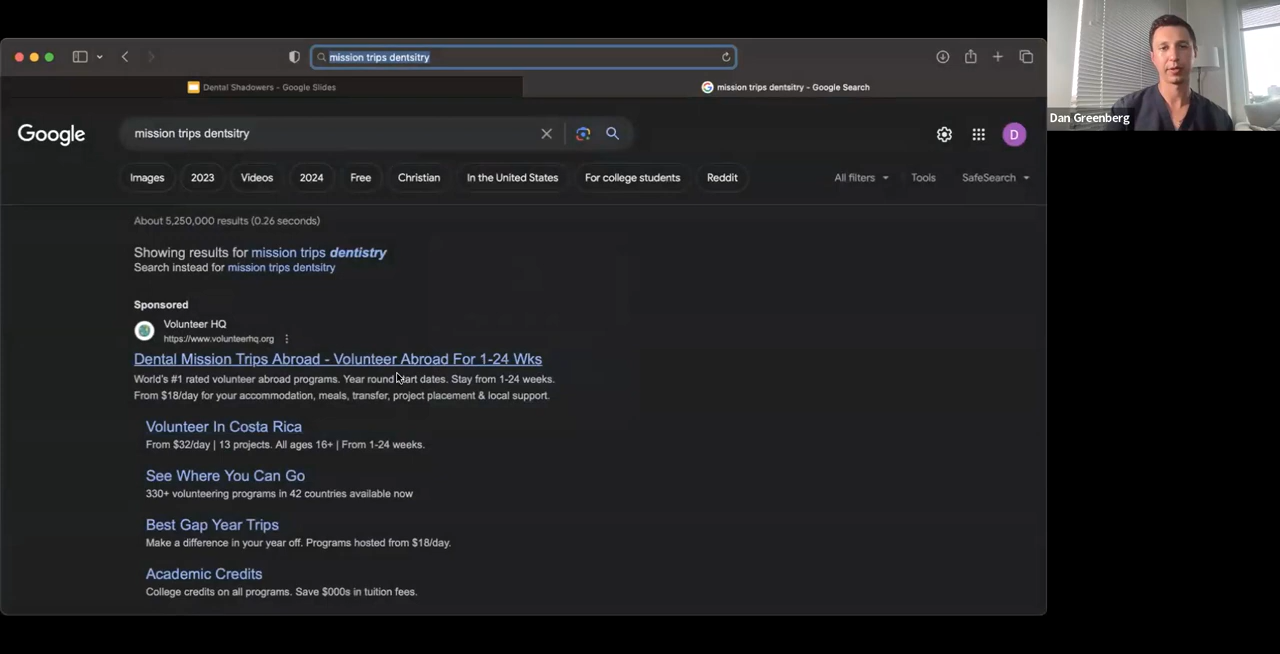 mission trips dentsitry
Dental Shadowers - Google Slides
mission trips dentsitry - Google Search
Dan Greenberg
Google
mission trips dentsitry
D
Images
2023
Videos
2024
Free
Christian
In the United States
For college students
Reddit
All filters
Tools
SafeSearch
About 5,250,000 results (0.26 seconds)
Showing results for mission trips dentistry
Search instead for mission trips dentsitry
Sponsored
Volunteer HQ
https://www.volunteerhq.org
Dental Mission Trips Abroad - Volunteer Abroad For 1-24 Wks
World's #1 rated volunteer abroad programs. Year round start dates. Stay from 1-24 weeks.
From $18/day for your accommodation, meals, transfer, project placement & local support.
Volunteer In Costa Rica
From $32/day | 13 projects. All ages 16+ | From 1-24 weeks.
See Where You Can Go
330+ volunteering programs in 42 countries available now
Best Gap Year Trips
Make a difference in your year off. Programs hosted from $18/day.
Academic Credits
College credits on all programs. Save $000s in tuition fees.